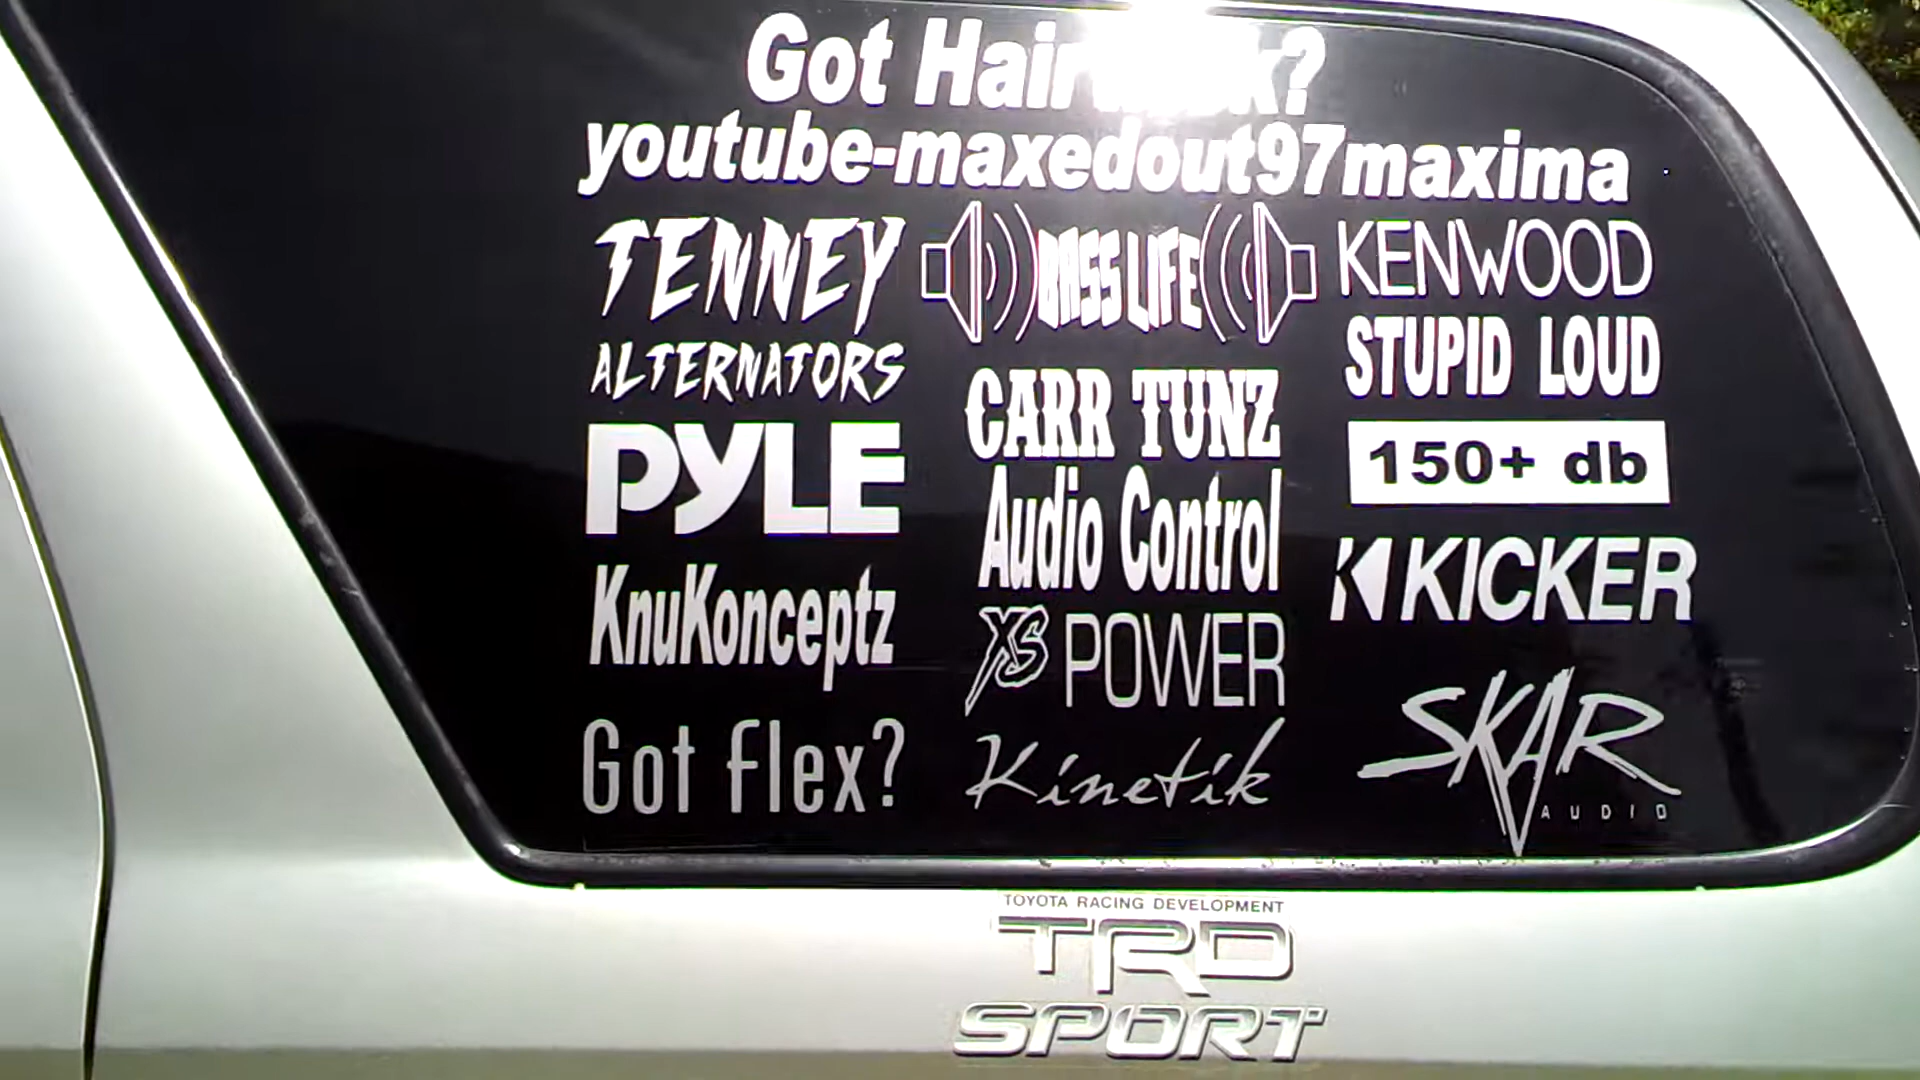 Got Hair
youtube-maxedout97maxima
TENNEY
ALTERNATORS
PYLE
KnuKonceptz
Got flex?
BASS LIFE
CARR TUNZ
Audio Control
XS POWER
Kinetik
KENWOOD
STUPID LOUD
150+ db
KICKER
SKAR
AUDIO
TOYOTA RACING DEVELOPMENT
TRD
SPORT